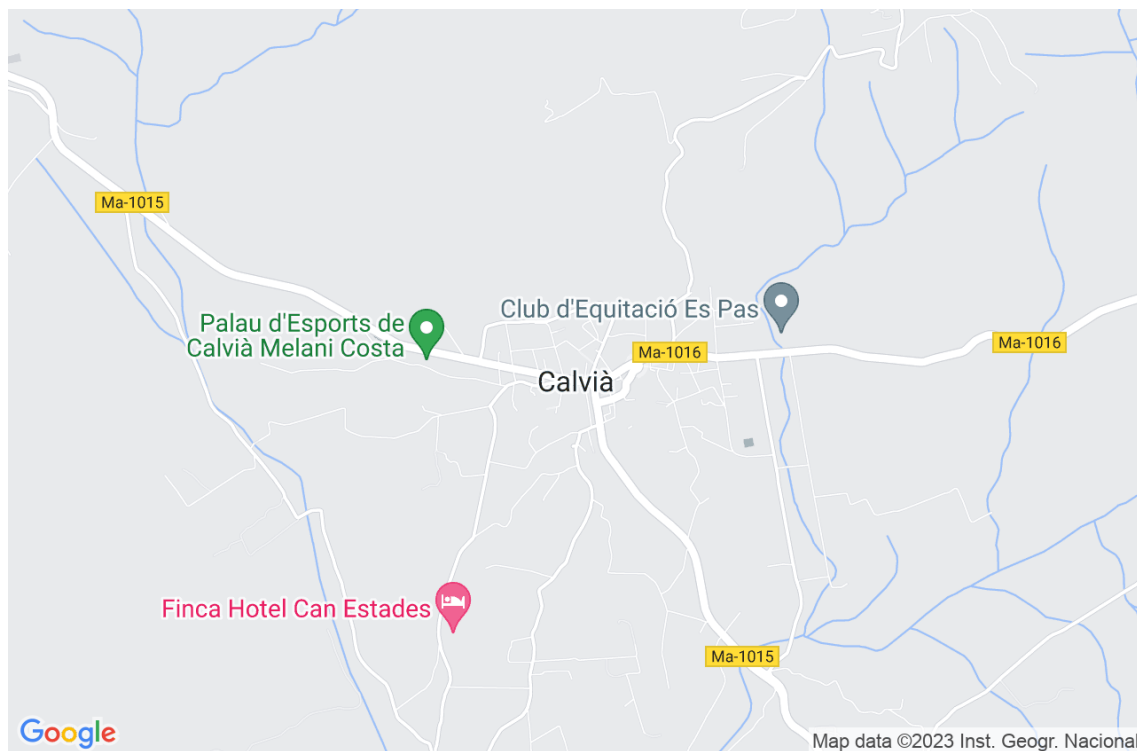 Ma-1015
Club d'Equitació Es Pas
Palau d'Esports de
Calvià Melani Costa
Ma-1016
Ma-1016
Calvià
Finca Hotel Can Estades
Ma-1015
Google
Map data ©2023 Inst. Geogr. Nacional